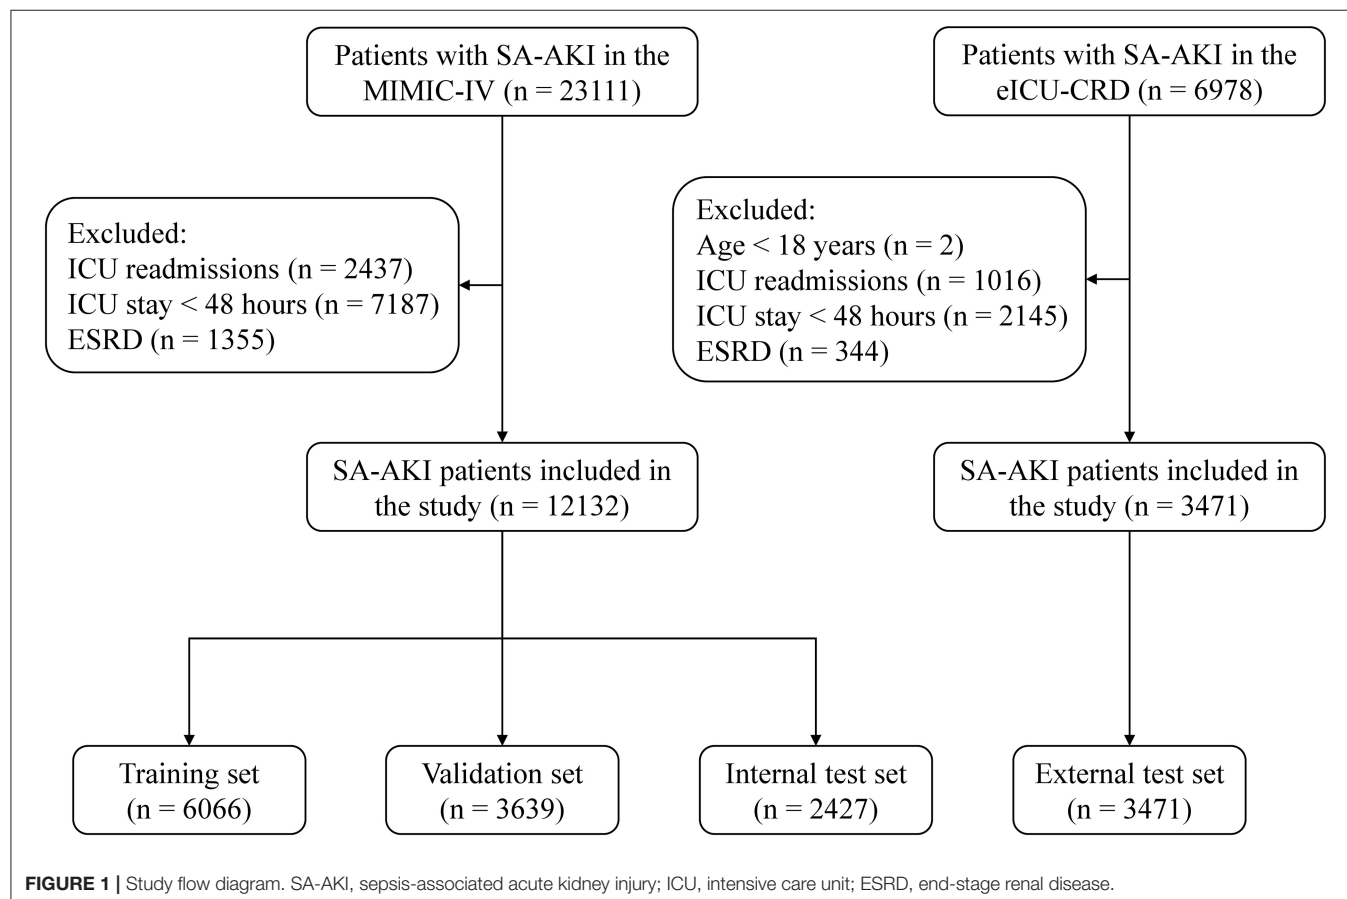 Patients with SA-AKI in the
MIMIC-IV (n = 23111)
Patients with SA-AKI in the
eICU-CRD (n = 6978)
Excluded:
ICU readmissions (n = 2437)
ICU stay < 48 hours (n = 7187)
ESRD (n = 1355)
Excluded:
Age < 18 years (n = 2)
ICU readmissions (n = 1016)
ICU stay < 48 hours (n = 2145)
ESRD (n = 344)
SA-AKI patients included in
the study (n = 12132)
SA-AKI patients included in
the study (n = 3471)
Training set
(n = 6066)
Validation set
(n = 3639)
Internal test set
(n = 2427)
External test set
(n = 3471)
FIGURE 1 | Study flow diagram. SA-AKI, sepsis-associated acute kidney injury; ICU, intensive care unit; ESRD, end-stage renal disease.